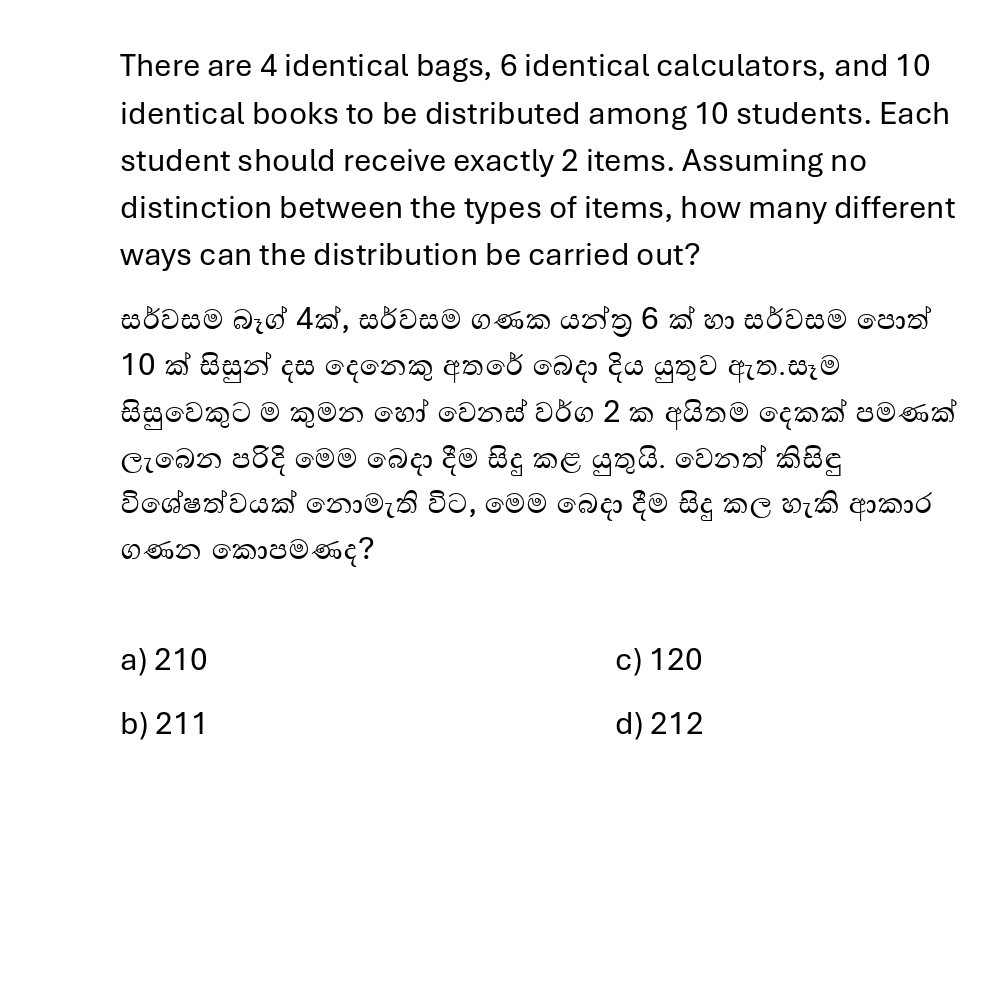 There are 4 identical bags, 6 identical calculators, and 10
identical books to be distributed among 10 students. Each
student should receive exactly 2 items. Assuming no
distinction between the types of items, how many different
ways can the distribution be carried out?
සර්වසම බෑග් 4ක්, සර්වසම ගණක යන්ත්‍ර 6 ක් හා සර්වසම පොත්
10 ක් සිසුන් දස දෙනෙකු අතරේ බෙදා දිය යුතුව ඇත.සෑම
සිසුවෙකුට ම කුමන හෝ වෙනස් වර්ග 2 ක අයිතම දෙකක් පමණක්
ලැබෙන පරිදි මෙම බෙදා දීම සිදු කළ යුතුයි. වෙනත් කිසිඳු
විශේෂත්වයක් නොමැති විට, මෙම බෙදා දීම සිදු කල හැකි ආකාර
ගණන කොපමණද?
a) 210
c) 120
b) 211
d) 212